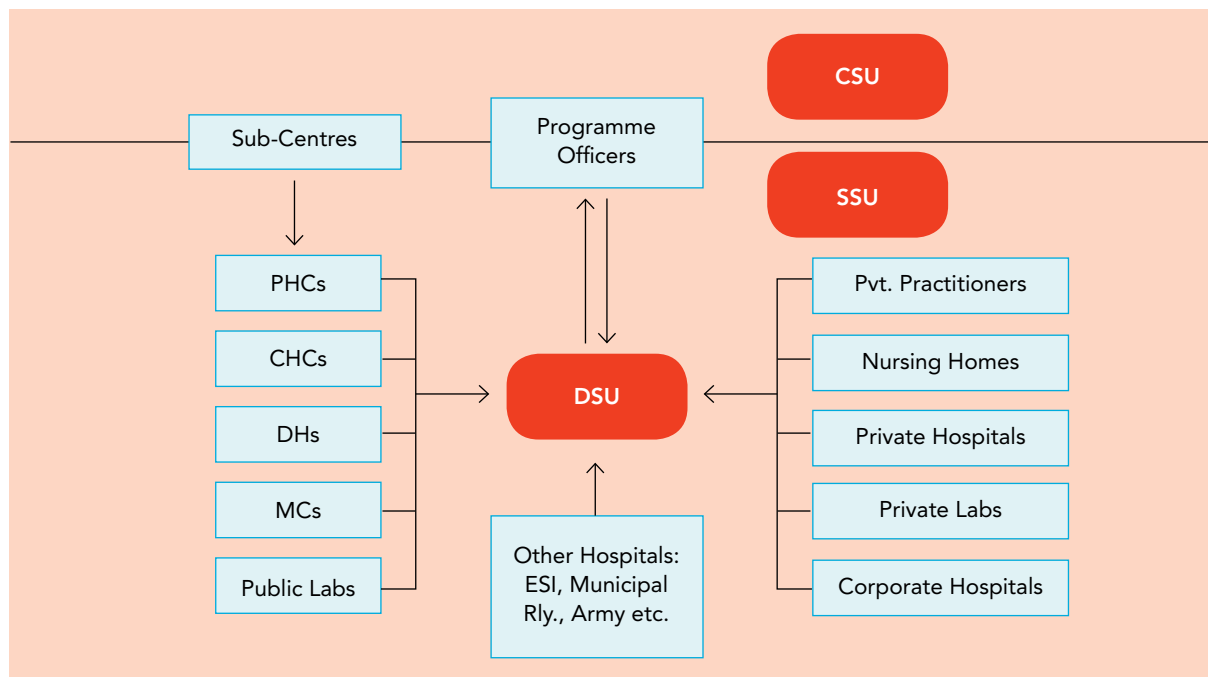 CSU
Sub-Centres
Programme
Officers
SSU
PHCs
CHCs
DHs
MCs
Public Labs
DSU
Other Hospitals:
ESI, Municipal
Rly., Army etc.
Pvt. Practitioners
Nursing Homes
Private Hospitals
Private Labs
Corporate Hospitals